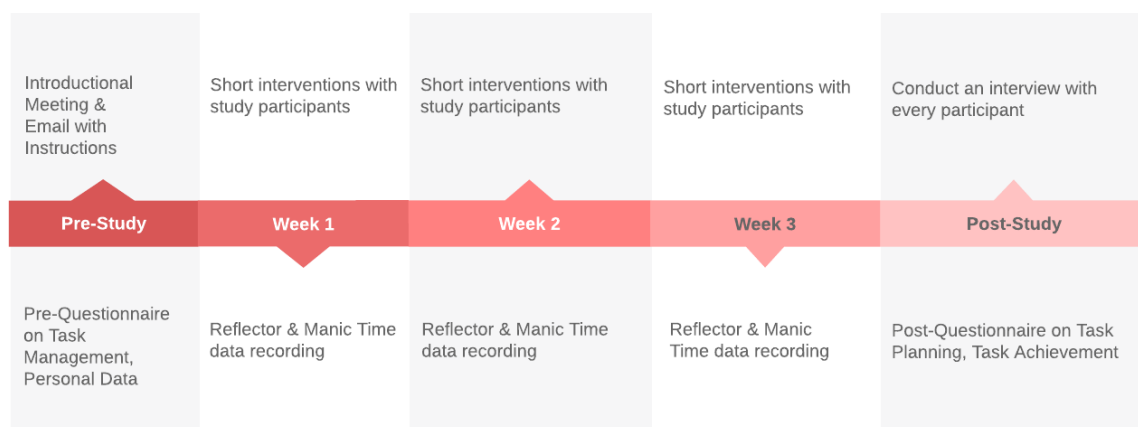 Introductional
Meeting &
Email with
Instructions
Short interventions with
study participants
Short interventions with
study participants
Short interventions with
study participants
Conduct an interview with
every participant
Pre-Study
Week 1
Week 2
Week 3
Post-Study
Pre-Questionnaire
on Task
Management,
Personal Data
Reflector & Manic Time
data recording
Reflector & Manic Time
data recording
Reflector & Manic
Time data recording
Post-Questionnaire on Task
Planning, Task Achievement